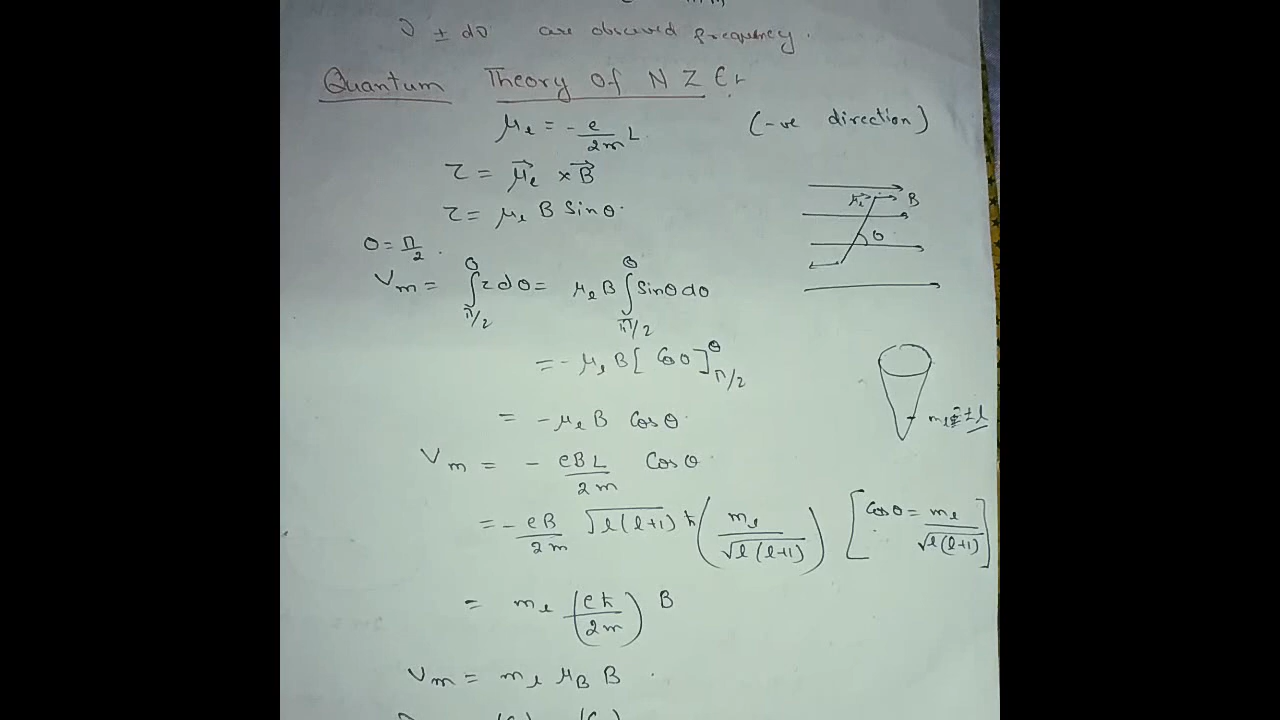 ν ± dν are observed frequency.
Quantum Theory of N Z E :-
μₗ = - e/2m L (-ve direction)
τ = μ⃗ₗ × B⃗
τ = μₗ B Sinθ.
μₗ B
θ
θ = π/2.
Vₘ = ∫_{π/2}^{θ} τ dθ = μₗ B ∫_{π/2}^{θ} Sinθ dθ
= - μₗ B [Cosθ]_{π/2}^{θ}
= - μₗ B Cosθ.
mₗ = ±l
Vₘ = - eBL/2m Cosθ.
= - eB/2m √l(l+1) ħ (mₗ/√l(l+1)) [Cosθ = mₗ/√l(l+1)]
= mₗ (eħ/2m) B
Vₘ = mₗ μ_B B.